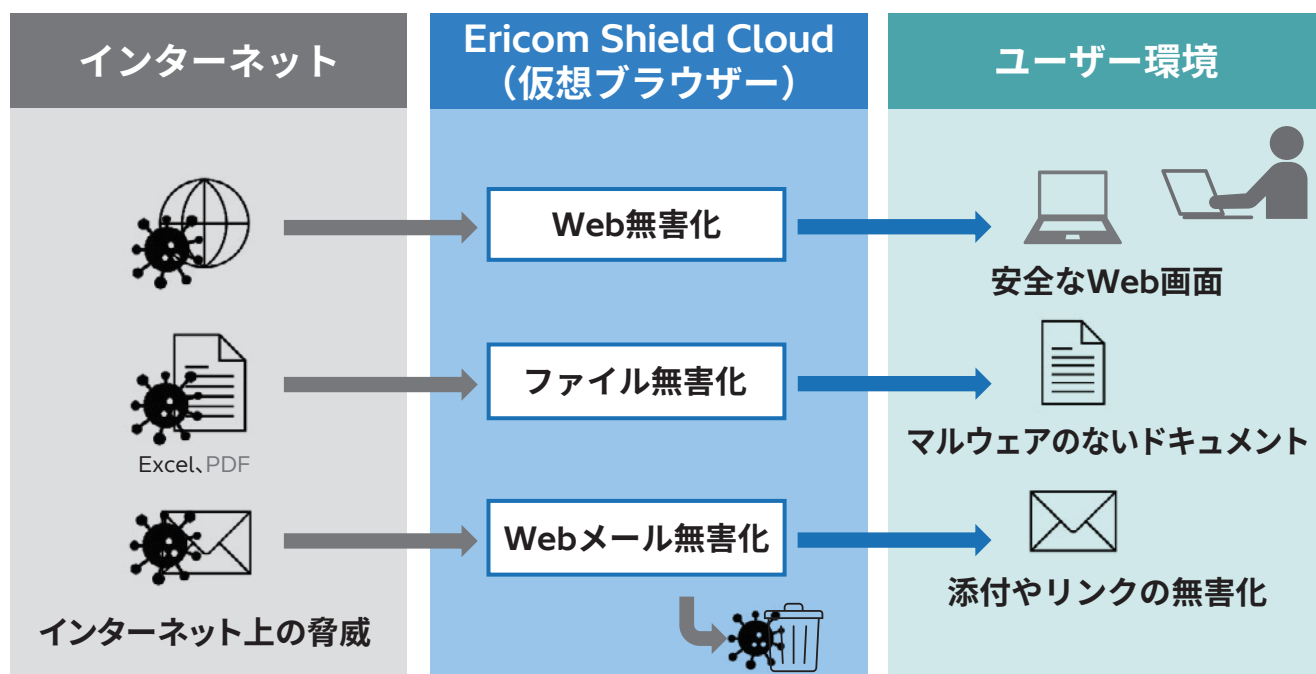 インターネット
Ericom Shield Cloud
（仮想ブラウザー）
ユーザー環境
Web無害化
安全なWeb画面
Excel、PDF
ファイル無害化
マルウェアのないドキュメント
Webメール無害化
添付やリンクの無害化
インターネット上の脅威